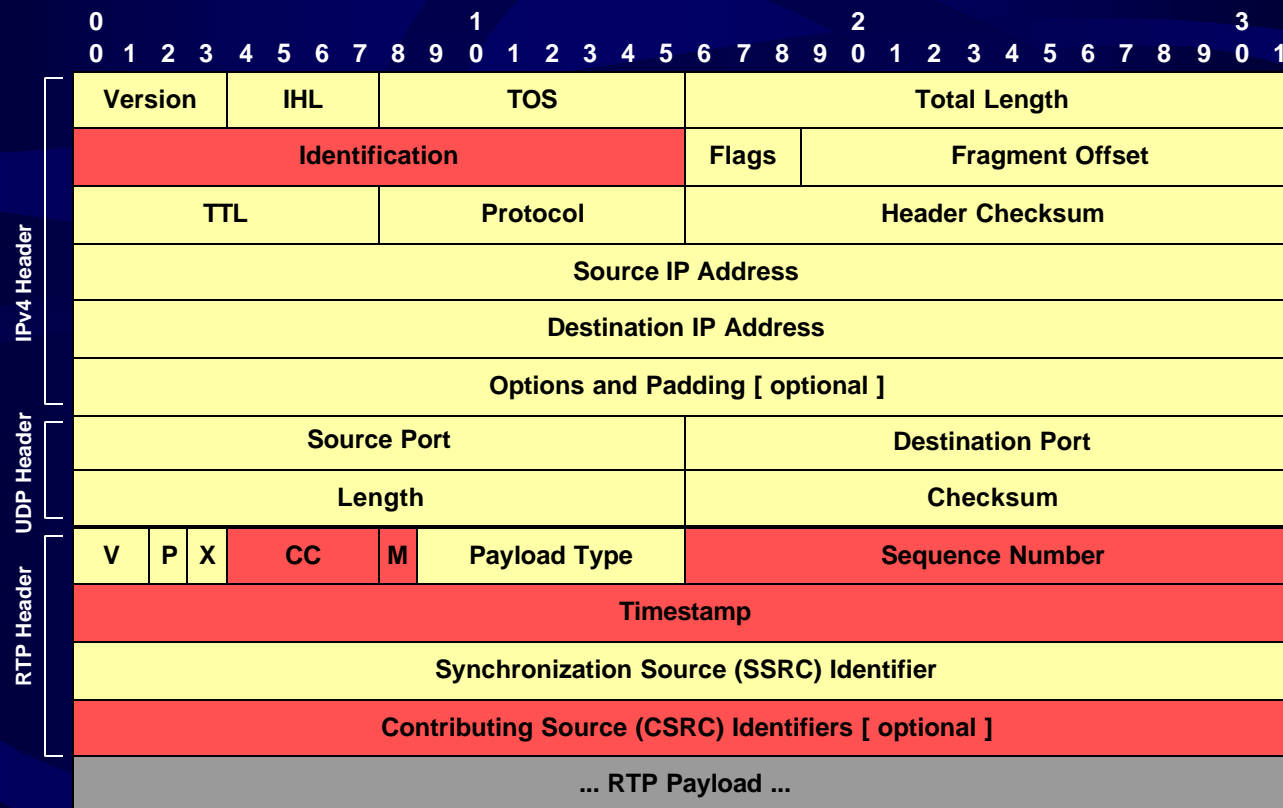 0 1 2 3
0 1 2 3 4 5 6 7 8 9 0 1 2 3 4 5 6 7 8 9 0 1 2 3 4 5 6 7 8 9 0 1
IPv4 Header
Version IHL TOS Total Length
Identification Flags Fragment Offset
TTL Protocol Header Checksum
Source IP Address
Destination IP Address
Options and Padding [ optional ]
UDP Header
Source Port Destination Port
Length Checksum
RTP Header
V P X CC M Payload Type Sequence Number
Timestamp
Synchronization Source (SSRC) Identifier
Contributing Source (CSRC) Identifiers [ optional ]
... RTP Payload ...